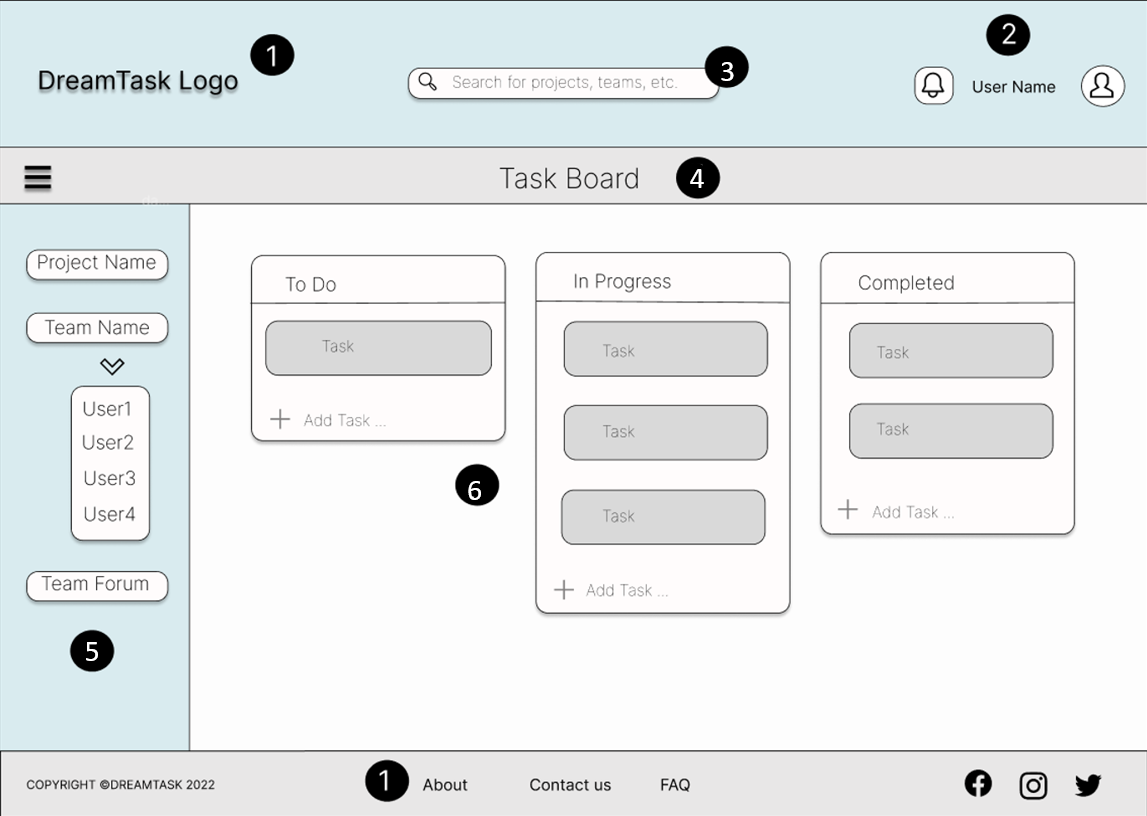 1
2
DreamTask Logo
Search for projects, teams, etc.
3
User Name
Task Board
4
Project Name
Team Name
User1
User2
User3
User4
Team Forum
5
To Do
Task
Add Task ...
6
In Progress
Task
Task
Task
Add Task ...
Completed
Task
Task
Add Task ...
COPYRIGHT ©DREAMTASK 2022
1
About
Contact us
FAQ